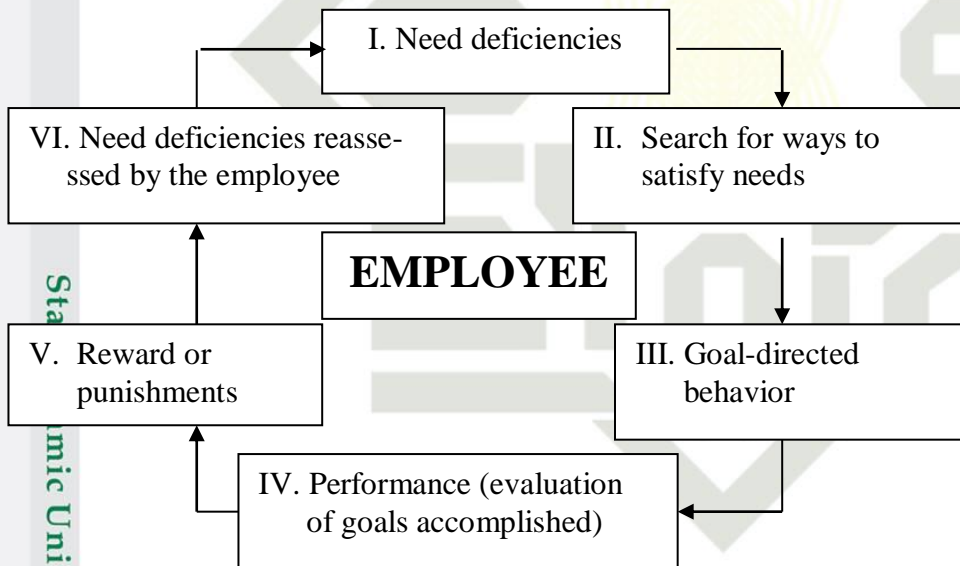 I. Need deficiencies
VI. Need deficiencies reasse-
ssed by the employee
II. Search for ways to
satisfy needs
EMPLOYEE
V. Reward or
punishments
III. Goal-directed
behavior
IV. Performance (evaluation
of goals accomplished)